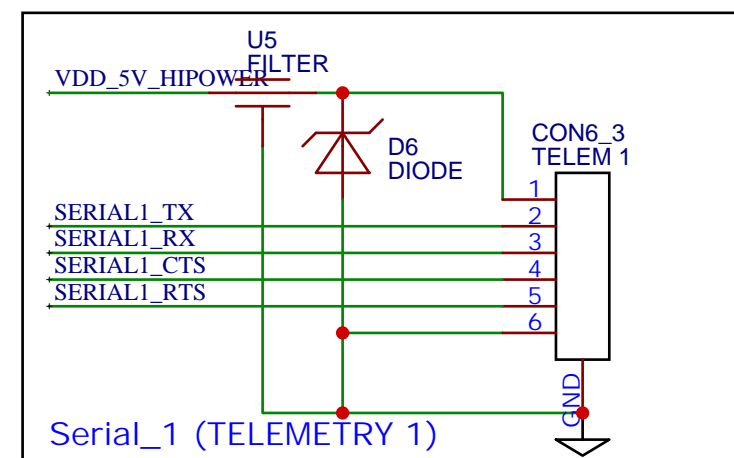 U5
FILTER
VDD_5V_HIPOWER
D6
DIODE
CON6_3
TELEM 1
1
SERIAL1_TX
2
SERIAL1_RX
3
SERIAL1_CTS
4
SERIAL1_RTS
5
6
GND
Serial_1 (TELEMETRY 1)